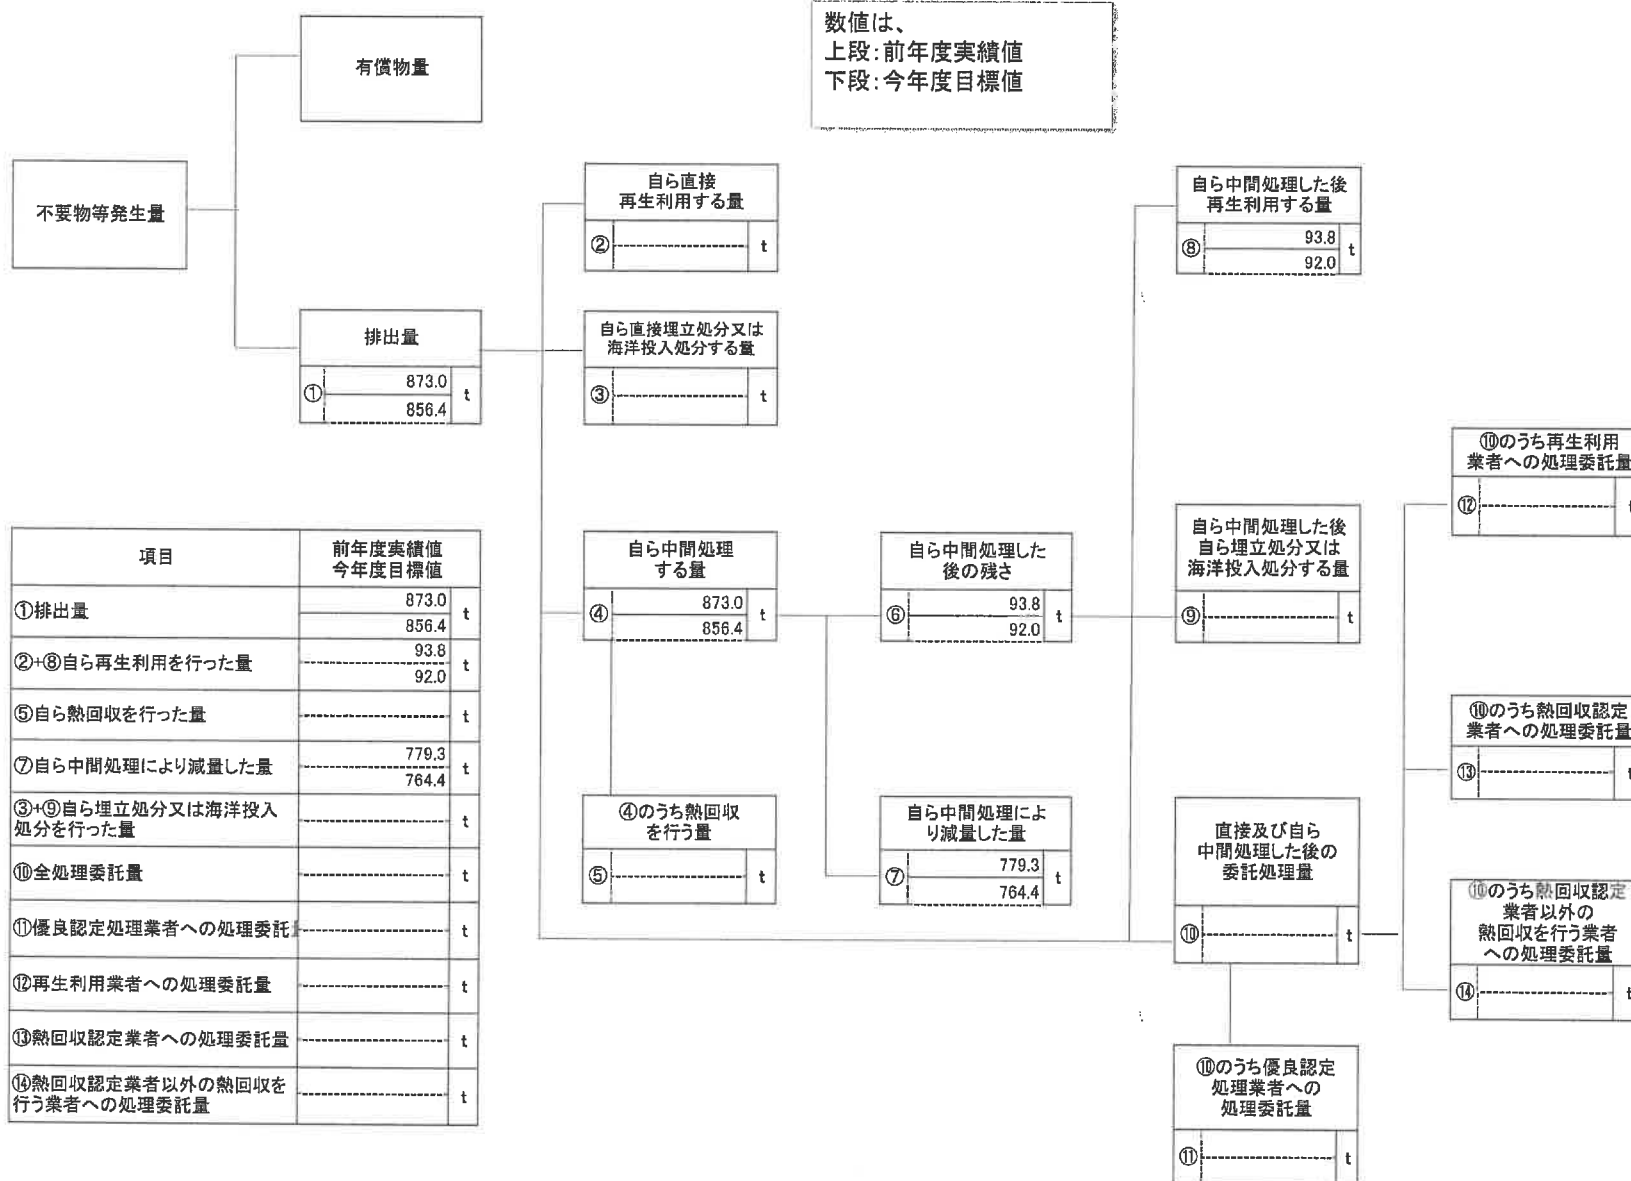 数値は、
上段:前年度実績値
下段:今年度目標値
有償物量
不要物等発生量
排出量
① 873.0 t
856.4
自ら直接
再生利用する量
② t
自ら直接埋立処分又は
海洋投入処分する量
③ t
自ら中間処理
する量
④ 873.0 t
856.4
④のうち熱回収
を行う量
⑤ t
自ら中間処理した
後の残さ
⑥ 93.8 t
92.0
自ら中間処理によ
り減量した量
⑦ 779.3 t
764.4
自ら中間処理した後
再生利用する量
⑧ 93.8 t
92.0
自ら中間処理した後
自ら埋立処分又は
海洋投入処分する量
⑨ t
直接及び自ら
中間処理した後の
委託処理量
⑩ t
⑩のうち優良認定
処理業者への
処理委託量
⑪ t
⑩のうち再生利用
業者への処理委託量
⑫ t
⑩のうち熱回収認定
業者への処理委託量
⑬ t
⑩のうち熱回収認定
業者以外の
熱回収を行う業者
への処理委託量
⑭ t
項目 前年度実績値
今年度目標値
①排出量 873.0 t
856.4
②+⑧自ら再生利用を行った量 93.8 t
92.0
⑤自ら熱回収を行った量 t
⑦自ら中間処理により減量した量 779.3 t
764.4
③+⑨自ら埋立処分又は海洋投入
処分を行った量 t
⑩全処理委託量 t
⑪優良認定処理業者への処理委託 t
⑫再生利用業者への処理委託量 t
⑬熱回収認定業者への処理委託量 t
⑭熱回収認定業者以外の熱回収を
行う業者への処理委託量 t